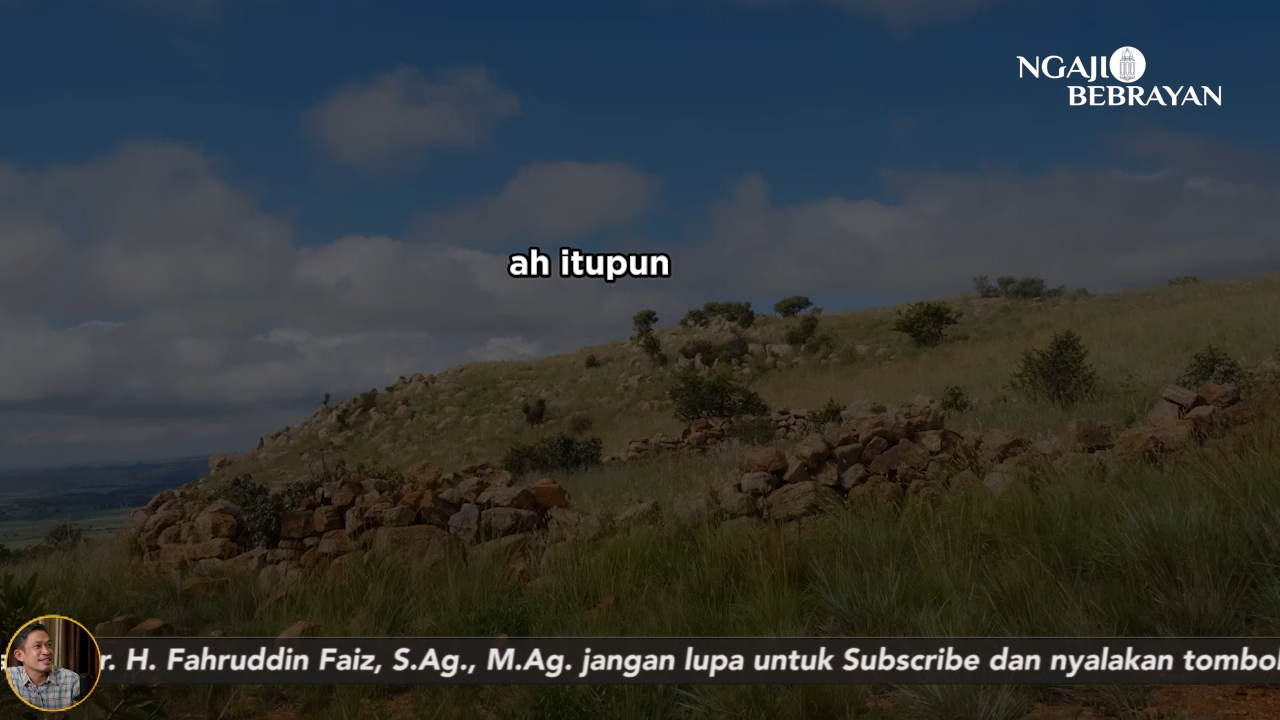 NGAJI
BEBRAYAN
ah itupun
r. H. Fahruddin Faiz, S.Ag., M.Ag. jangan lupa untuk Subscribe dan nyalakan tombol